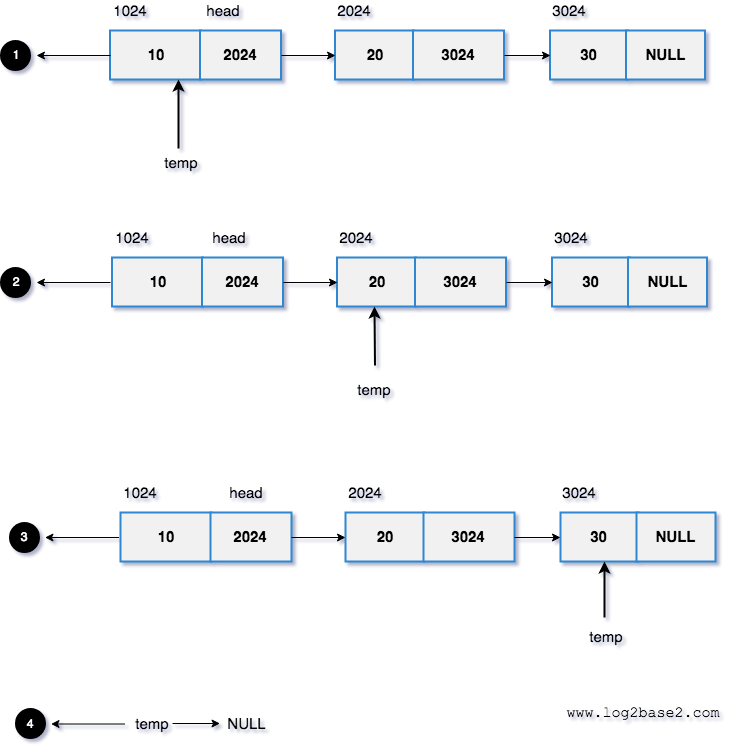 1024 head 2024 3024
1 10 2024 20 3024 30 NULL
temp
1024 head 2024 3024
2 10 2024 20 3024 30 NULL
temp
1024 head 2024 3024
3 10 2024 20 3024 30 NULL
temp
4 temp NULL
www.log2base2.com